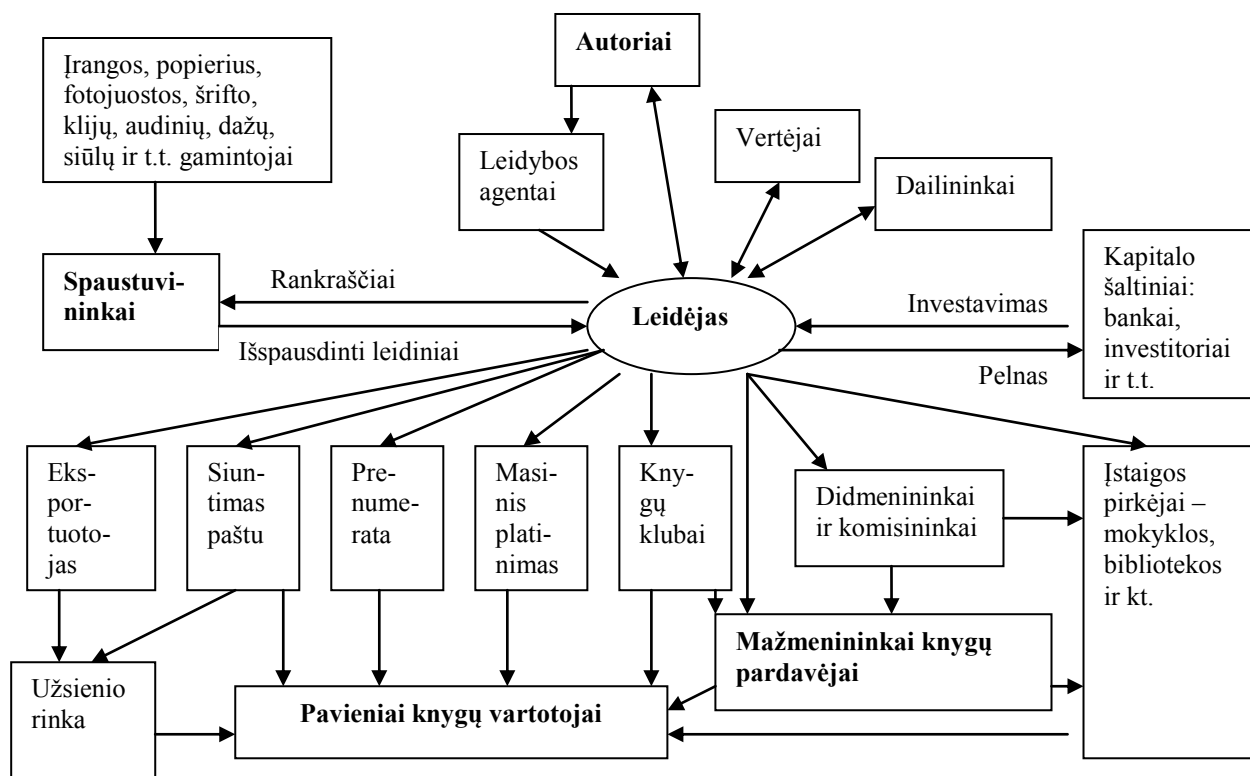 Autoriai
Įrangos, popierius,
fotojuostos, šrifto,
klijų, audinių, dažų,
siūlų ir t.t. gamintojai
Leidybos
agentai
Vertėjai
Dailininkai
Spaustuvi-
ninkai
Rankraščiai
Išspausdinti leidiniai
Leidėjas
Investavimas
Pelnas
Kapitalo
šaltiniai:
bankai,
investitoriai
ir t.t.
Eks-
por-
tuoto-
jas
Siun-
timas
paštu
Pre-
nume-
rata
Masi-
nis
plati-
nimas
Kny-
gų
klubai
Didmenininkai
ir komisininkai
Įstaigos
pirkėjai –
mokyklos,
bibliotekos
ir kt.
Mažmenininkai knygų
pardavėjai
Užsienio
rinka
Pavieniai knygų vartotojai